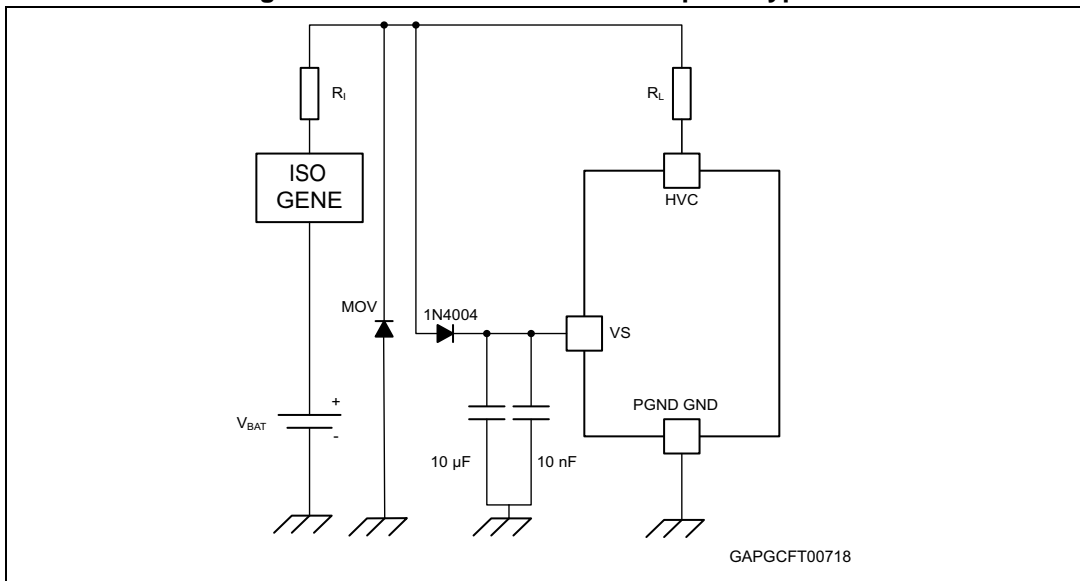 R_I
R_L
ISO
GENE
HVC
MOV
1N4004
VS
+
V_BAT
-
PGND GND
10 µF
10 nF
GAPGCFT00718